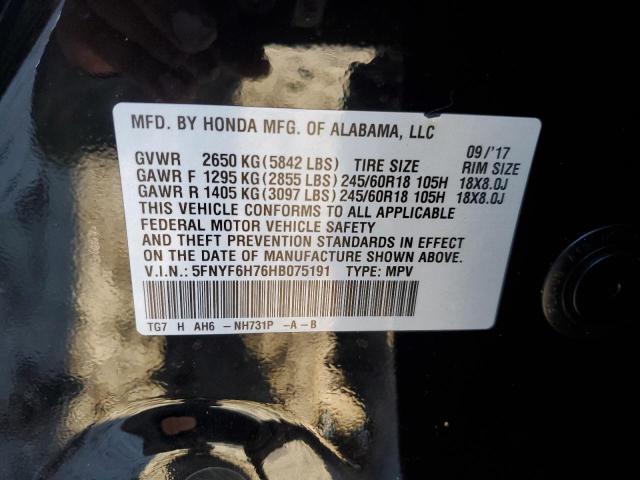 MFD. BY HONDA MFG. OF ALABAMA, LLC
09/'17
GVWR 2650 KG (5842 LBS) TIRE SIZE RIM SIZE
GAWR F 1295 KG (2855 LBS) 245/60R18 105H 18X8.0J
GAWR R 1405 KG (3097 LBS) 245/60R18 105H 18X8.0J
THIS VEHICLE CONFORMS TO ALL APPLICABLE
FEDERAL MOTOR VEHICLE SAFETY
AND THEFT PREVENTION STANDARDS IN EFFECT
ON THE DATE OF MANUFACTURE SHOWN ABOVE.
V.I.N.: 5FNYF6H76HB075191 TYPE: MPV
TG7 H AH6 -NH731P -A-B